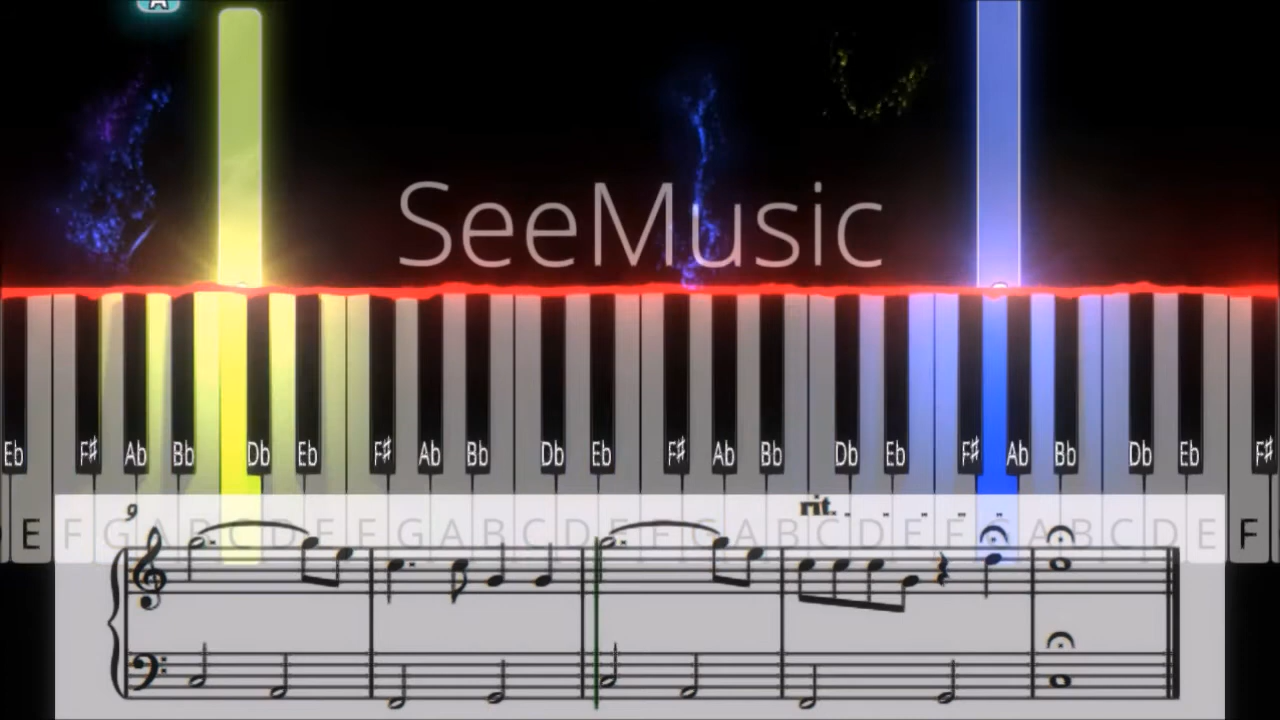 A
SeeMusic
Eb F♯ Ab Bb Db Eb F♯ Ab Bb Db Eb F♯ Ab Bb Db Eb F♯ Ab Bb Db Eb F♯
9 rit.
E F G A B C D E F G A B C D E F G A B C D E F G A B C D E F